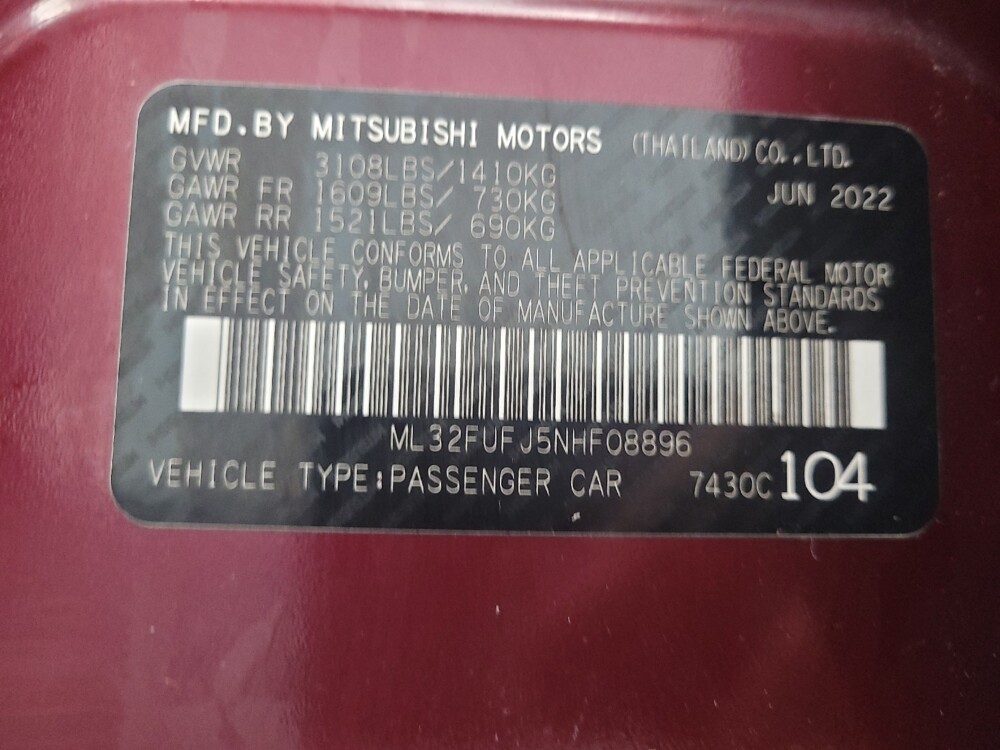 MFD.BY MITSUBISHI MOTORS (THAILAND) CO.,LTD.
GVWR 3108LBS/1410KG
GAWR FR 1609LBS/ 730KG JUN 2022
GAWR RR 1521LBS/ 690KG
THIS VEHICLE CONFORMS TO ALL APPLICABLE FEDERAL MOTOR
VEHICLE SAFETY, BUMPER, AND THEFT PREVENTION STANDARDS
IN EFFECT ON THE DATE OF MANUFACTURE SHOWN ABOVE.
ML32FUFJ5NHF08896
VEHICLE TYPE:PASSENGER CAR 7430C 104